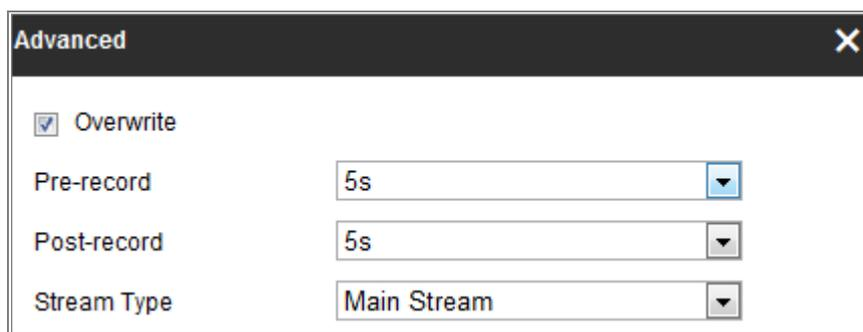 Advanced
Overwrite
Pre-record 5s
Post-record 5s
Stream Type Main Stream